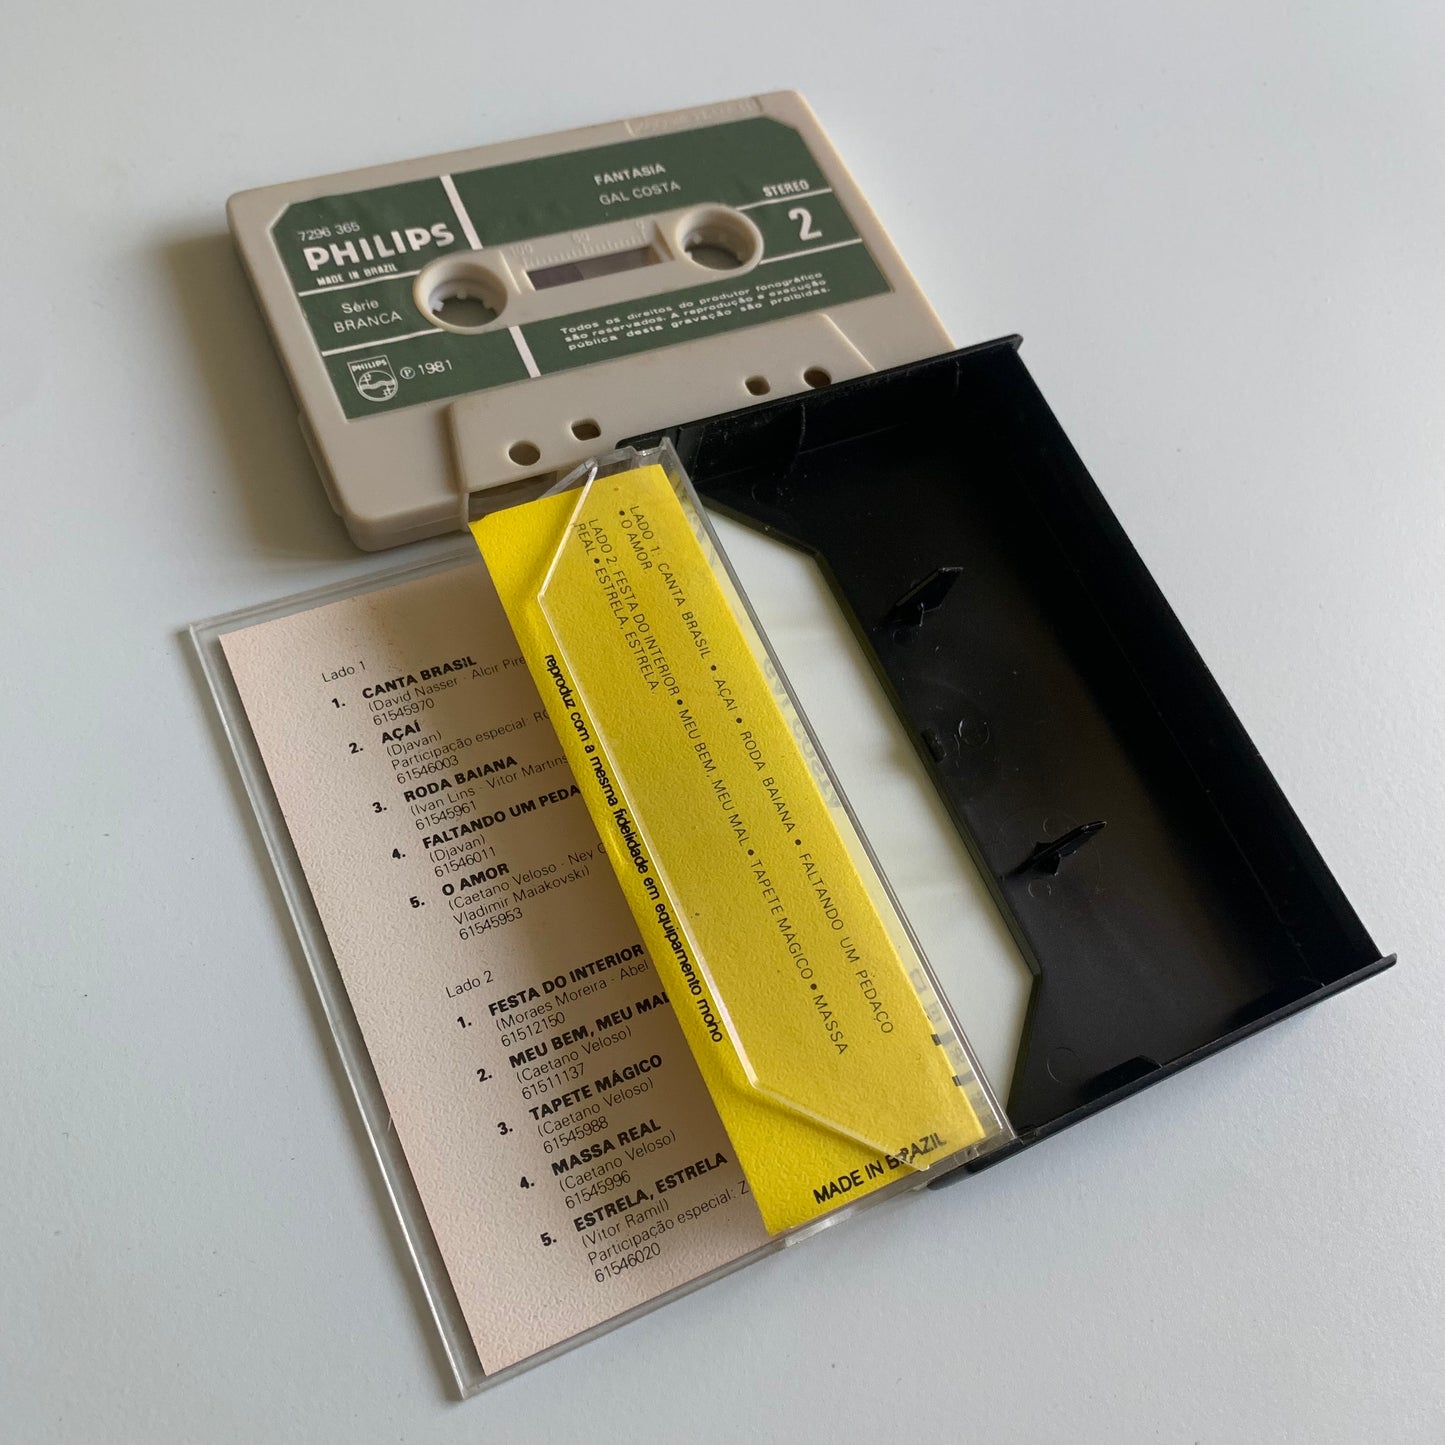 FANTASIA
GAL COSTA
STEREO
2
7296 365
PHILIPS
MADE IN BRAZIL
Série
BRANCA
PHILIPS
℗ 1981
100 50 0
Todos os direitos do produtor fonográfico
são reservados. A reprodução e execução
pública desta gravação são proibidas.
Lado 1
1. CANTA BRASIL
(David Nasser - Alcir Pire
61545970
2. AÇAÍ
(Djavan)
Participação especial:
61546003
3. RODA BAIANA
(Ivan Lins - Vitor Martins
61545961
4. FALTANDO UM PEDA
(Djavan)
61546011
5. O AMOR
(Caetano Veloso - Ney
Vladimir Maiakovski)
61545953
Lado 2
1. FESTA DO INTERIOR
(Moraes Moreira - Abel
61512150
2. MEU BEM, MEU MAL
(Caetano Veloso)
61511137
3. TAPETE MÁGICO
(Caetano Veloso)
61545988
4. MASSA REAL
(Caetano Veloso)
61545996
5. ESTRELA, ESTRELA
(Vitor Ramil)
Participação especial:
61546020
LADO 1: CANTA BRASIL • AÇAI • RODA BAIANA • FALTANDO UM PEDAÇO
• O AMOR
LADO 2: FESTA DO INTERIOR • MEU BEM, MEU MAL • TAPETE MAGICO • MASSA
REAL • ESTRELA, ESTRELA.
reproduz com a mesma fidelidade em equipamento mono
MADE IN BRAZIL